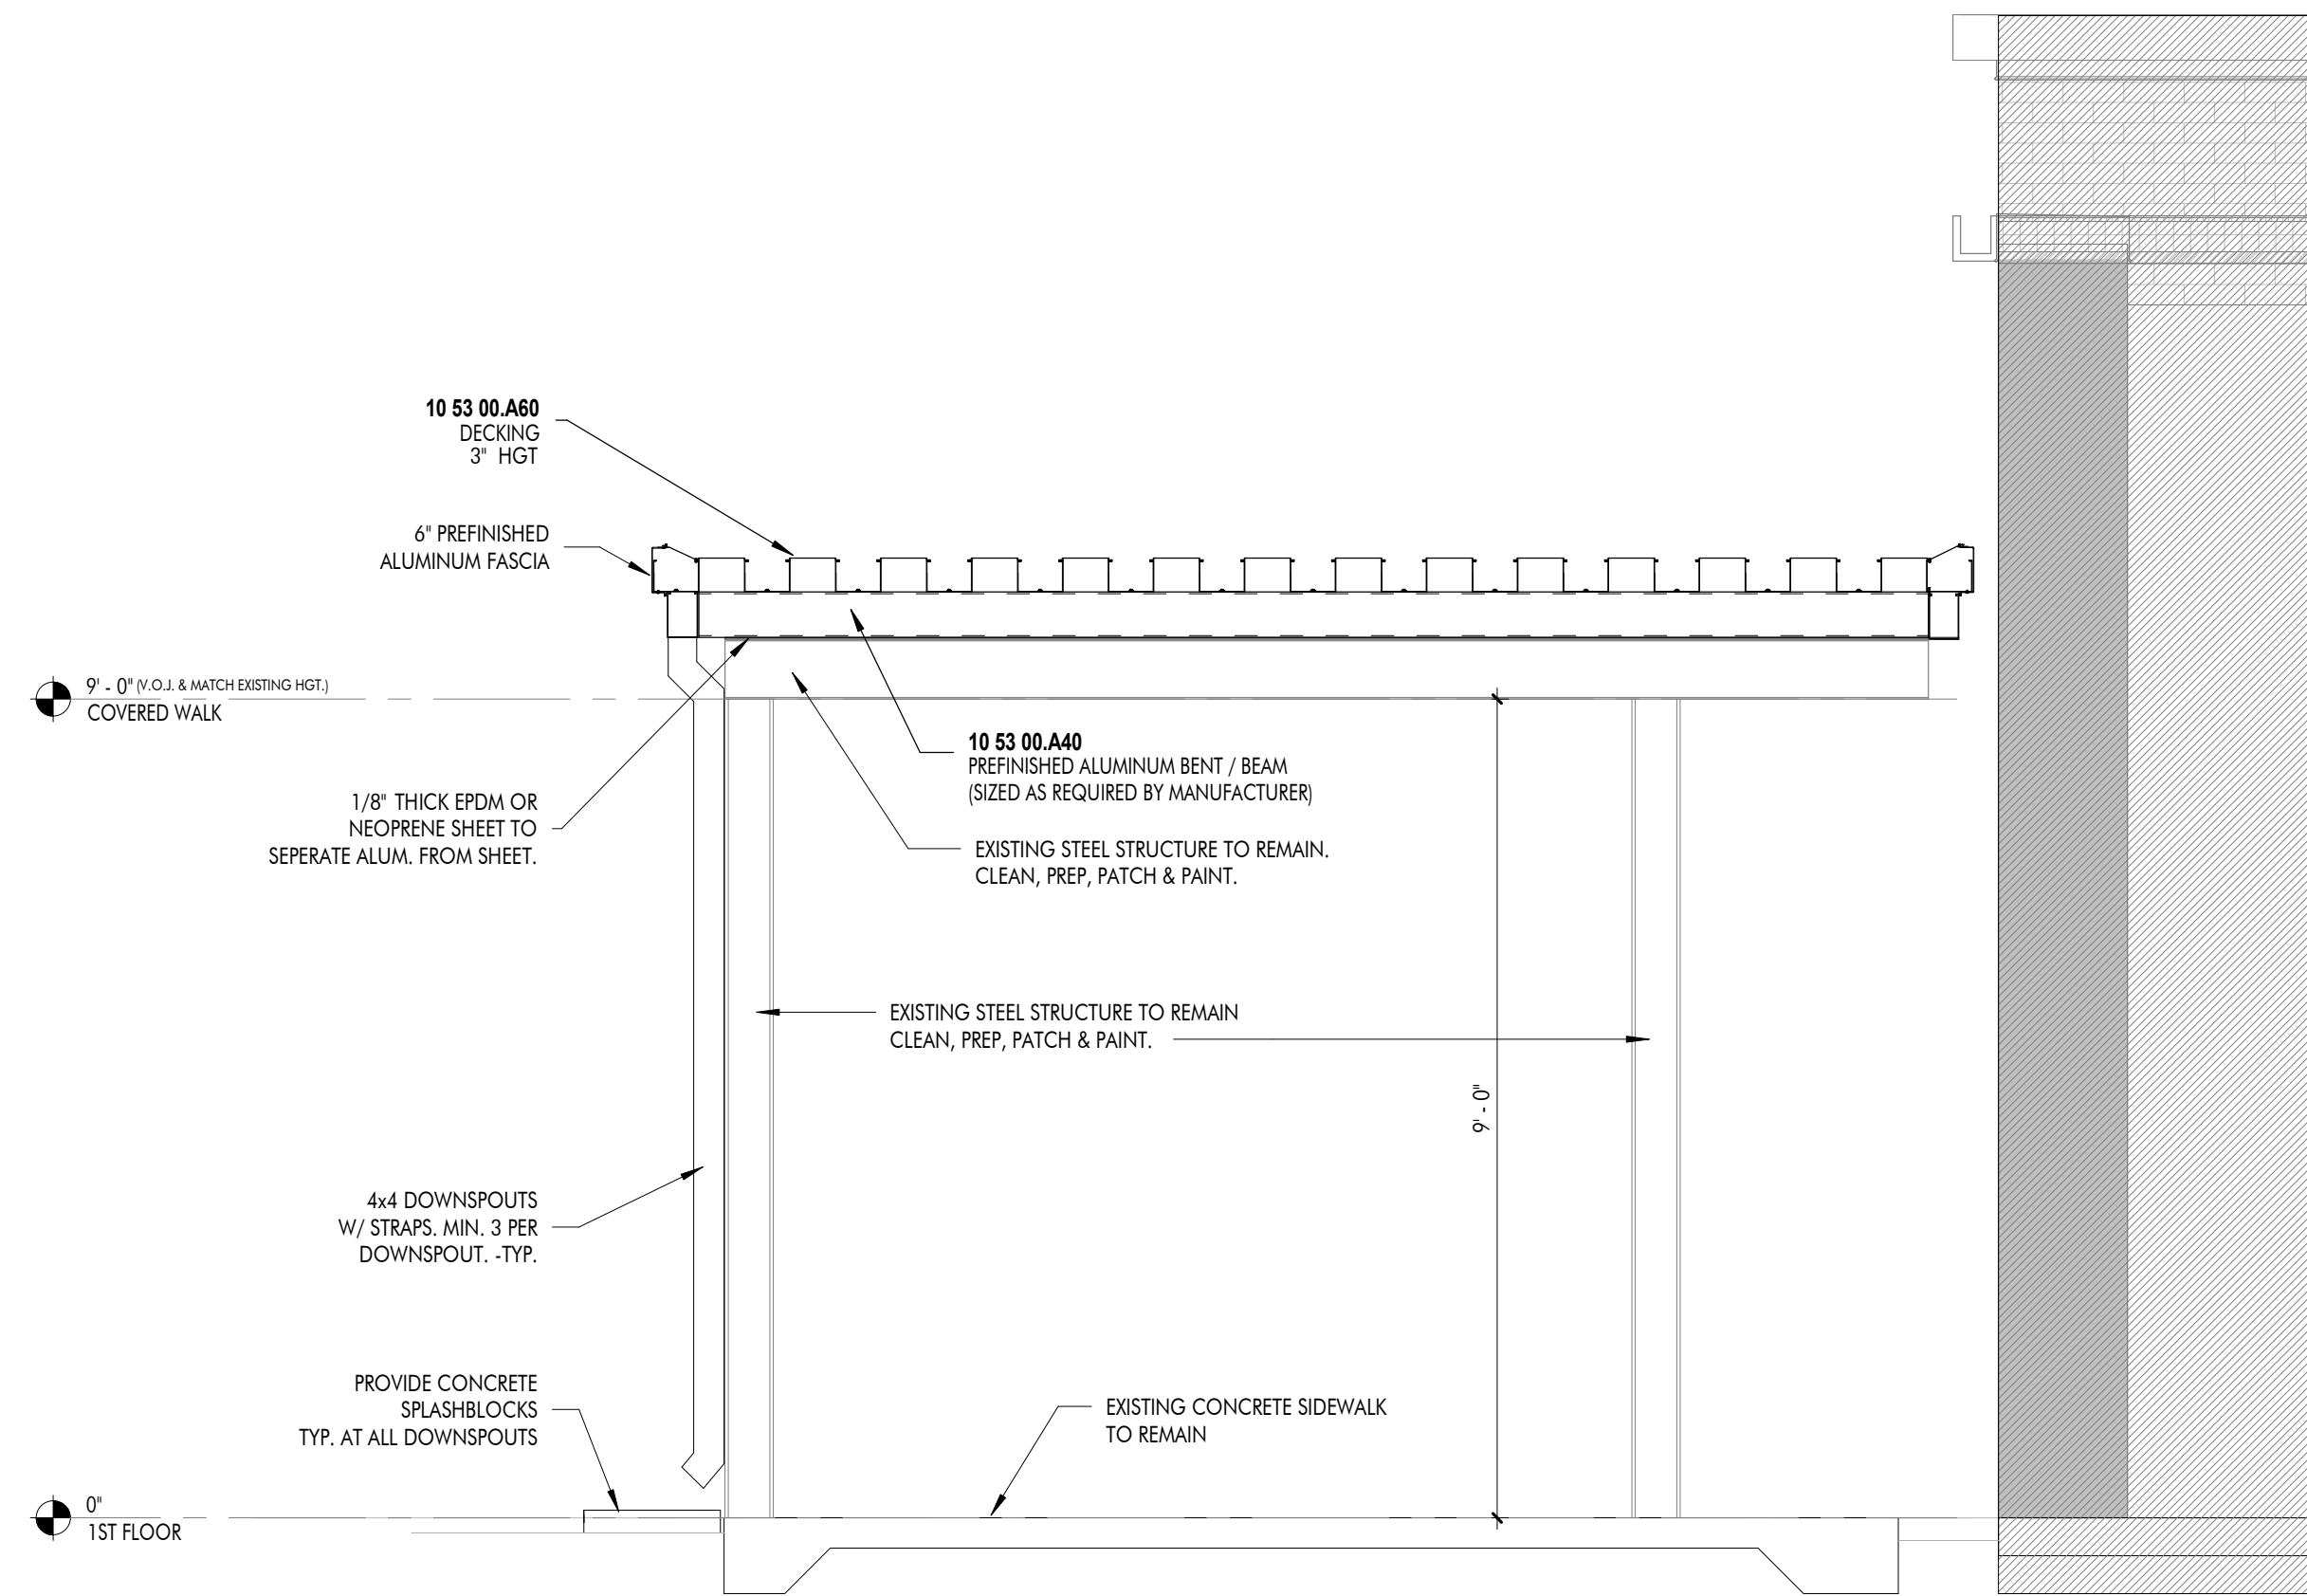 10 53 00.A60
DECKING
3" HGT
6" PREFINISHED
ALUMINUM FASCIA
9' - 0" (V.O.J. & MATCH EXISTING HGT.)
COVERED WALK
10 53 00.A40
PREFINISHED ALUMINUM BENT / BEAM
(SIZED AS REQUIRED BY MANUFACTURER)
1/8" THICK EPDM OR
NEOPRENE SHEET TO
SEPERATE ALUM. FROM SHEET.
EXISTING STEEL STRUCTURE TO REMAIN.
CLEAN, PREP, PATCH & PAINT.
EXISTING STEEL STRUCTURE TO REMAIN
CLEAN, PREP, PATCH & PAINT.
9' - 0"
4x4 DOWNSPOUTS
W/ STRAPS. MIN. 3 PER
DOWNSPOUT. -TYP.
PROVIDE CONCRETE
SPLASHBLOCKS
TYP. AT ALL DOWNSPOUTS
EXISTING CONCRETE SIDEWALK
TO REMAIN
0"
1ST FLOOR